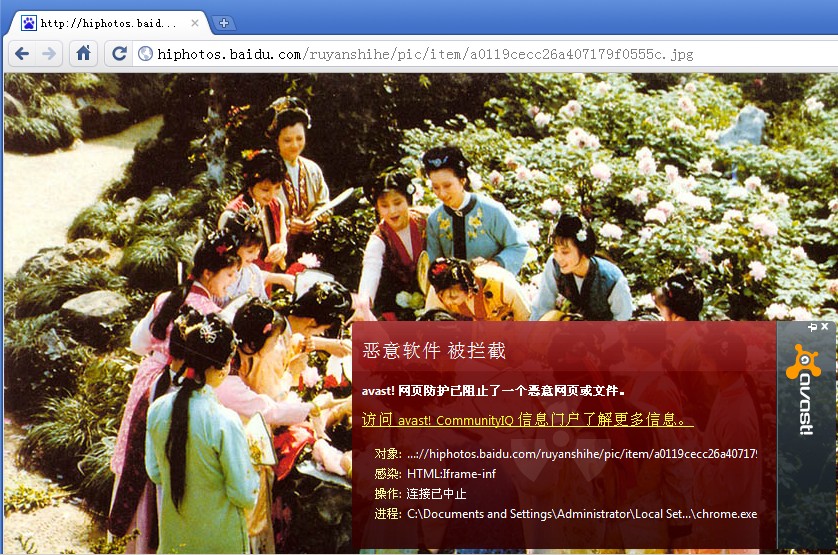 http://hiphotos.baid...
hiphotos.baidu.com/ruyanshihe/pic/item/a0119cecc26a407179f0555c.jpg
恶意软件 被拦截
avast! 网页防护已阻止了一个恶意网页或文件。
访问 avast! CommunityIQ 信息门户了解更多信息。
对象: ...://hiphotos.baidu.com/ruyanshihe/pic/item/a0119cecc26a407179
感染: HTML:Iframe-inf
操作: 连接已中止
进程: C:\Documents and Settings\Administrator\Local Set...\chrome.exe
avast!